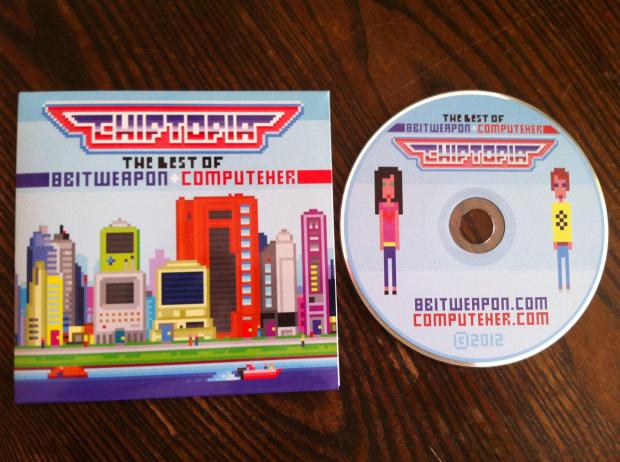 CHIPTOPIA
THE BEST OF
8BITWEAPON+COMPUTEHER
THE BEST OF
8BITWEAPON+COMPUTEHER
CHIPTOPIA
8BITWEAPON.COM
COMPUTEHER.COM
©2012